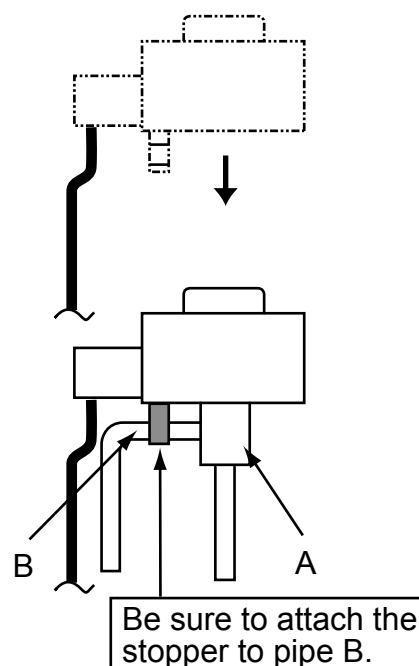 B
A
Be sure to attach the
stopper to pipe B.